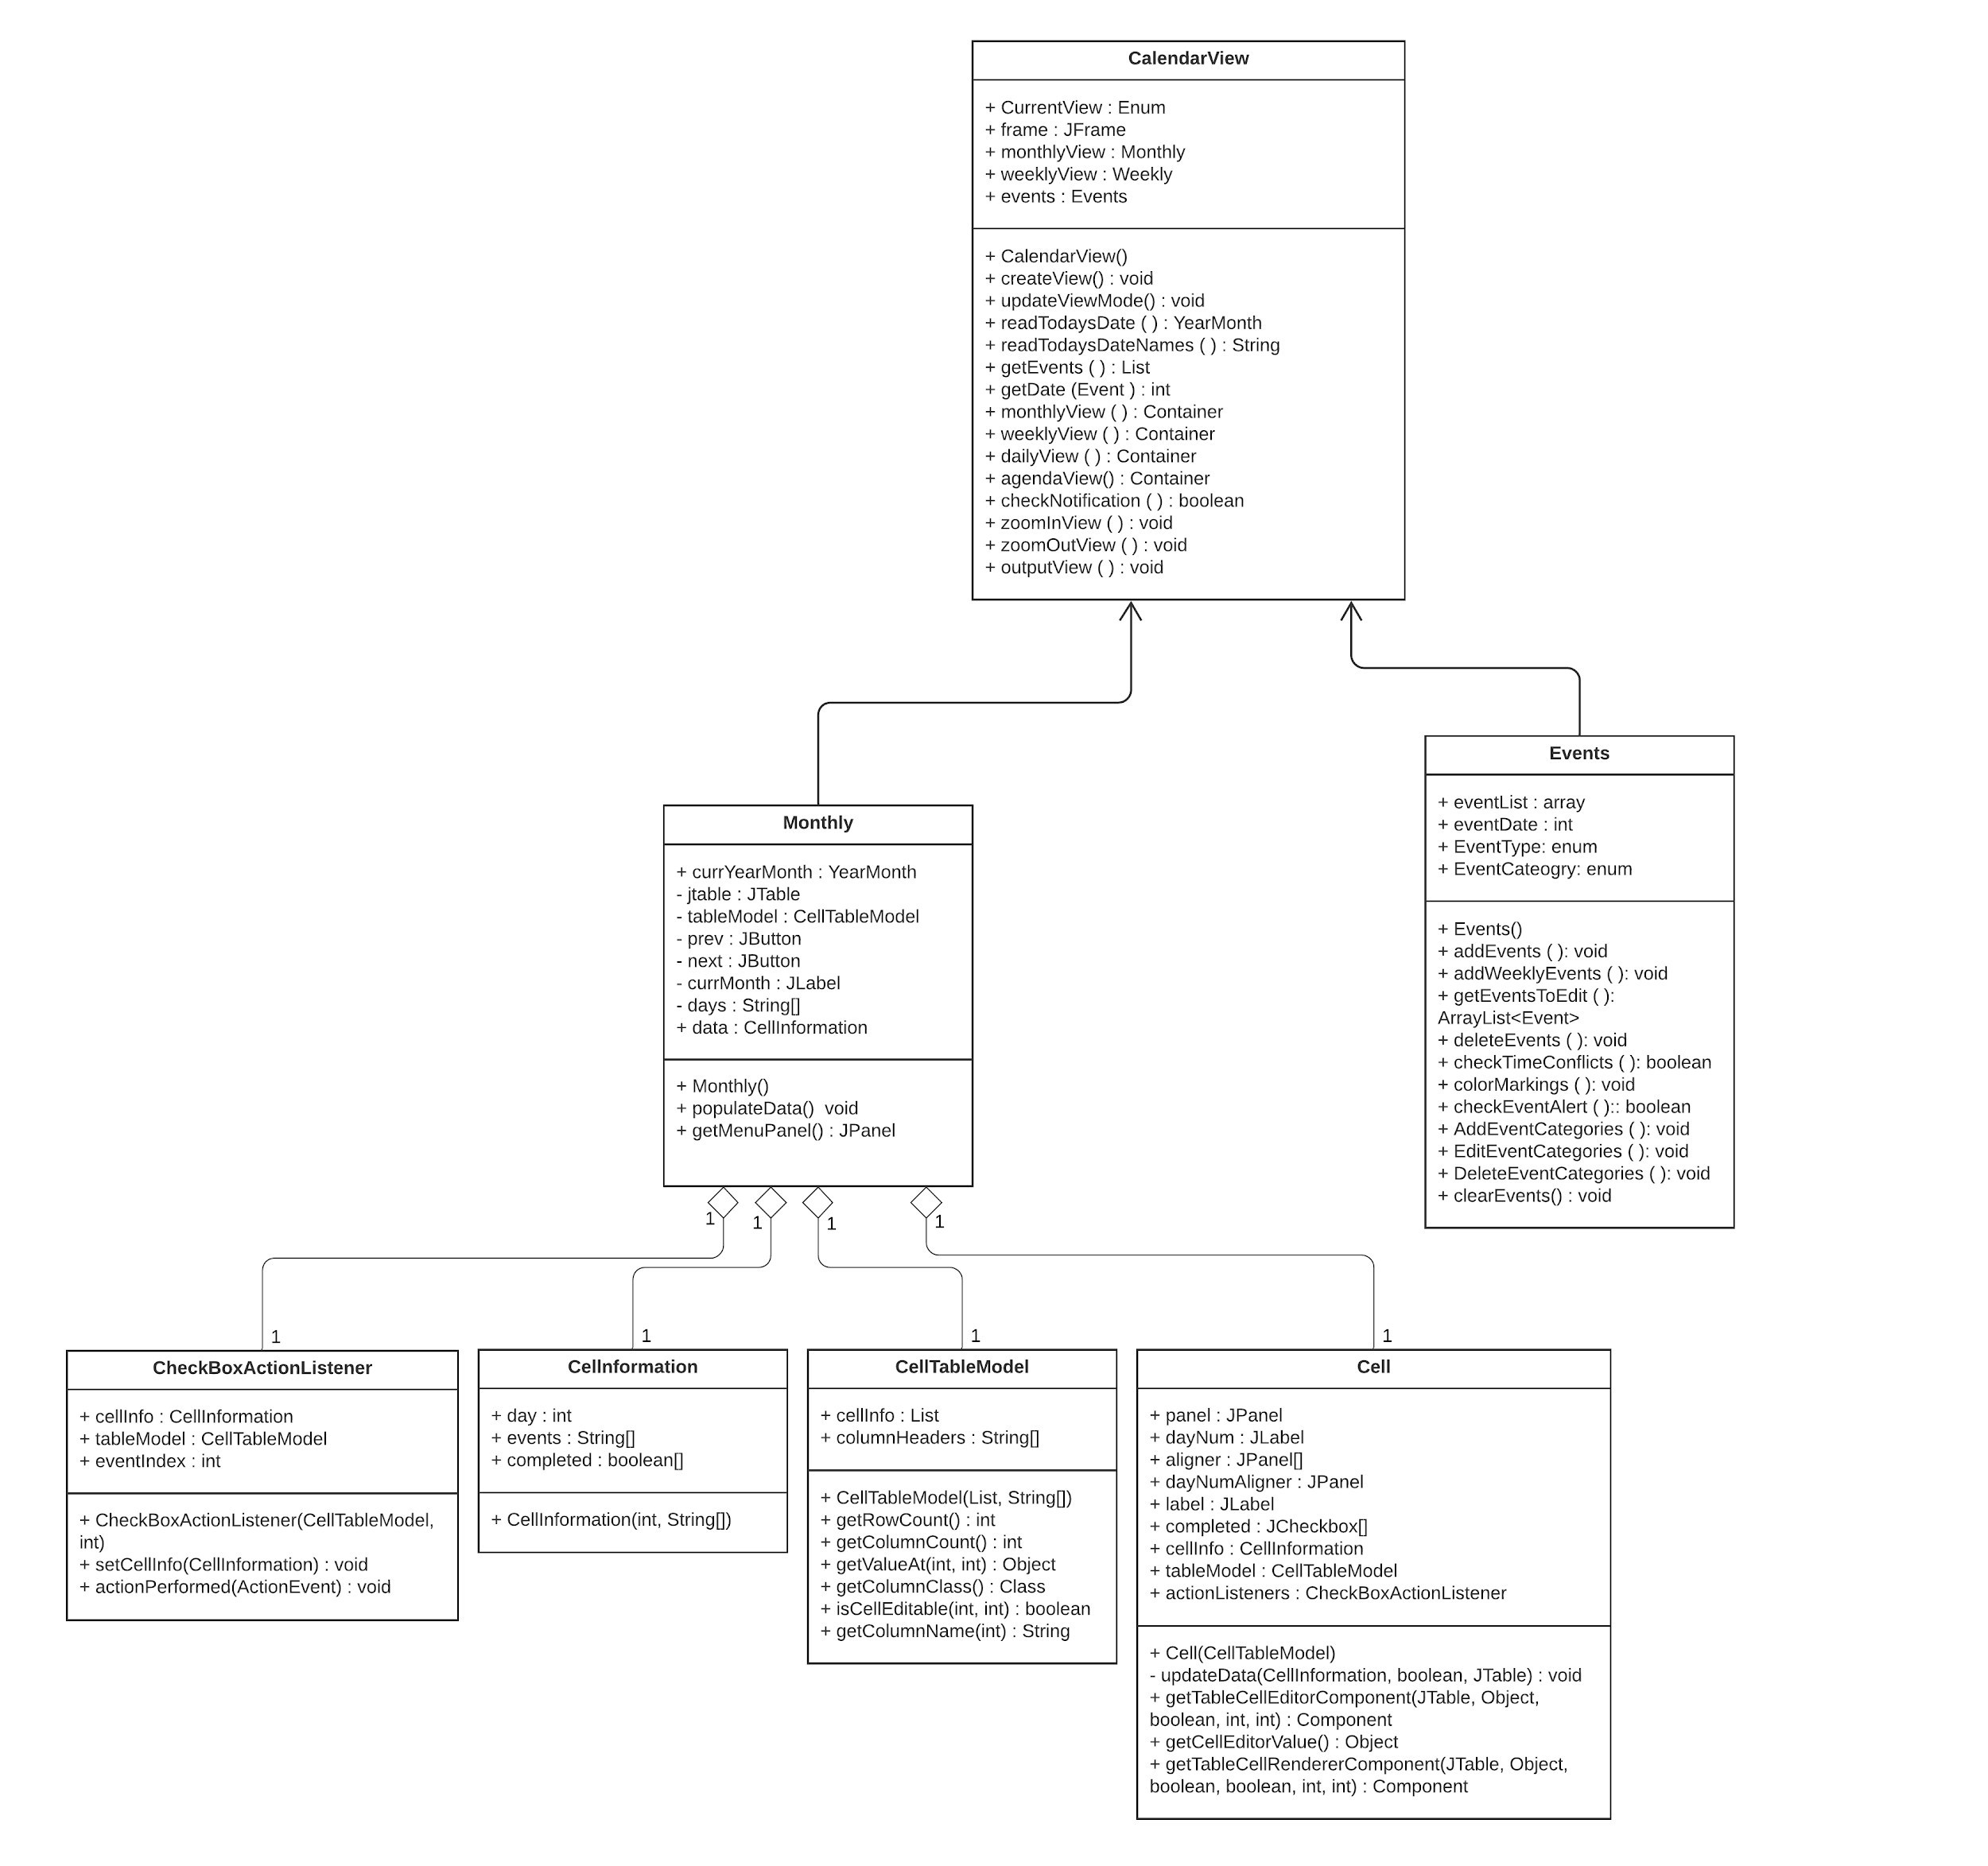 CalendarView
+ CurrentView : Enum
+ frame : JFrame
+ monthlyView : Monthly
+ weeklyView : Weekly
+ events : Events
+ CalendarView()
+ createView() : void
+ updateViewMode() : void
+ readTodaysDate ( ) : YearMonth
+ readTodaysDateNames ( ) : String
+ getEvents ( ) : List
+ getDate (Event ) : int
+ monthlyView ( ) : Container
+ weeklyView ( ) : Container
+ dailyView ( ) : Container
+ agendaView() : Container
+ checkNotification ( ) : boolean
+ zoomInView ( ) : void
+ zoomOutView ( ) : void
+ outputView ( ) : void
Events
+ eventList : array
+ eventDate : int
+ EventType: enum
+ EventCateogry: enum
+ Events()
+ addEvents ( ): void
+ addWeeklyEvents ( ): void
+ getEventsToEdit ( ):
ArrayList<Event>
+ deleteEvents ( ): void
+ checkTimeConflicts ( ): boolean
+ colorMarkings ( ): void
+ checkEventAlert ( ):: boolean
+ AddEventCategories ( ): void
+ EditEventCategories ( ): void
+ DeleteEventCategories ( ): void
+ clearEvents() : void
Monthly
+ currYearMonth : YearMonth
- jtable : JTable
- tableModel : CellTableModel
- prev : JButton
- next : JButton
- currMonth : JLabel
- days : String[]
+ data : CellInformation
+ Monthly()
+ populateData()  void
+ getMenuPanel() : JPanel
1
1
1
1
1
1
1
1
CheckBoxActionListener
+ cellInfo : CellInformation
+ tableModel : CellTableModel
+ eventIndex : int
+ CheckBoxActionListener(CellTableModel,
int)
+ setCellInfo(CellInformation) : void
+ actionPerformed(ActionEvent) : void
CellnformatIon
+ day : int
+ events : String[]
+ completed : boolean[]
+ CellInformation(int, String[])
CellTableModel
+ cellInfo : List
+ columnHeaders : String[]
+ CellTableModel(List, String[])
+ getRowCount() : int
+ getColumnCount() : int
+ getValueAt(int, int) : Object
+ getColumnClass() : Class
+ isCellEditable(int, int) : boolean
+ getColumnName(int) : String
Cell
+ panel : JPanel
+ dayNum : JLabel
+ aligner : JPanel[]
+ dayNumAligner : JPanel
+ label : JLabel
+ completed : JCheckbox[]
+ cellInfo : CellInformation
+ tableModel : CellTableModel
+ actionListeners : CheckBoxActionListener
+ Cell(CellTableModel)
- updateData(CellInformation, boolean, JTable) : void
+ getTableCellEditorComponent(JTable, Object,
boolean, int, int) : Component
+ getCellEditorValue() : Object
+ getTableCellRendererComponent(JTable, Object,
boolean, boolean, int, int) : Component